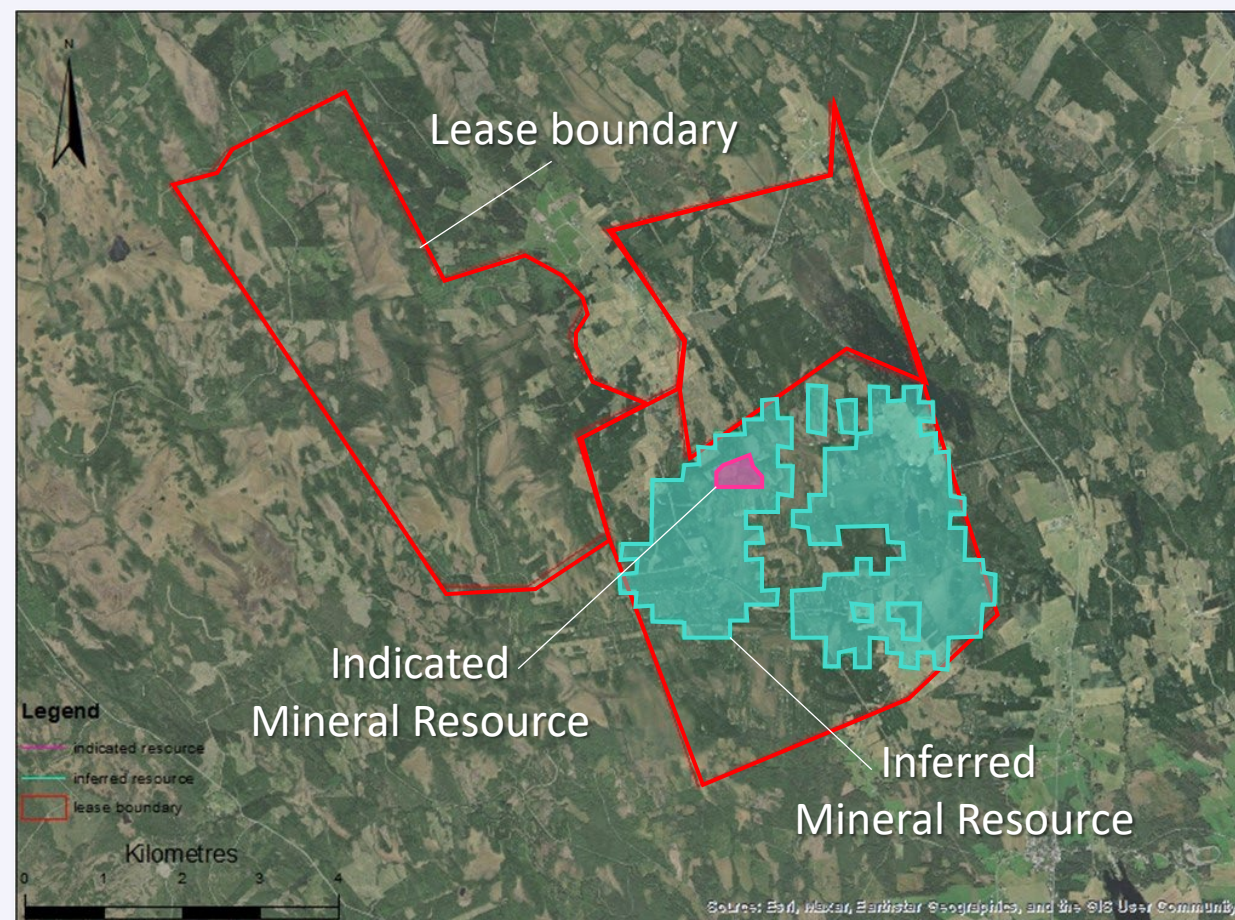 N
Lease boundary
Indicated
Mineral Resource
Inferred
Mineral Resource
Legend
indicated resource
inferred resource
lease boundary
Kilometres
0 1 2 3 4
Source: Esri, Maxar, Earthstar Geographics, and the GIS User Community